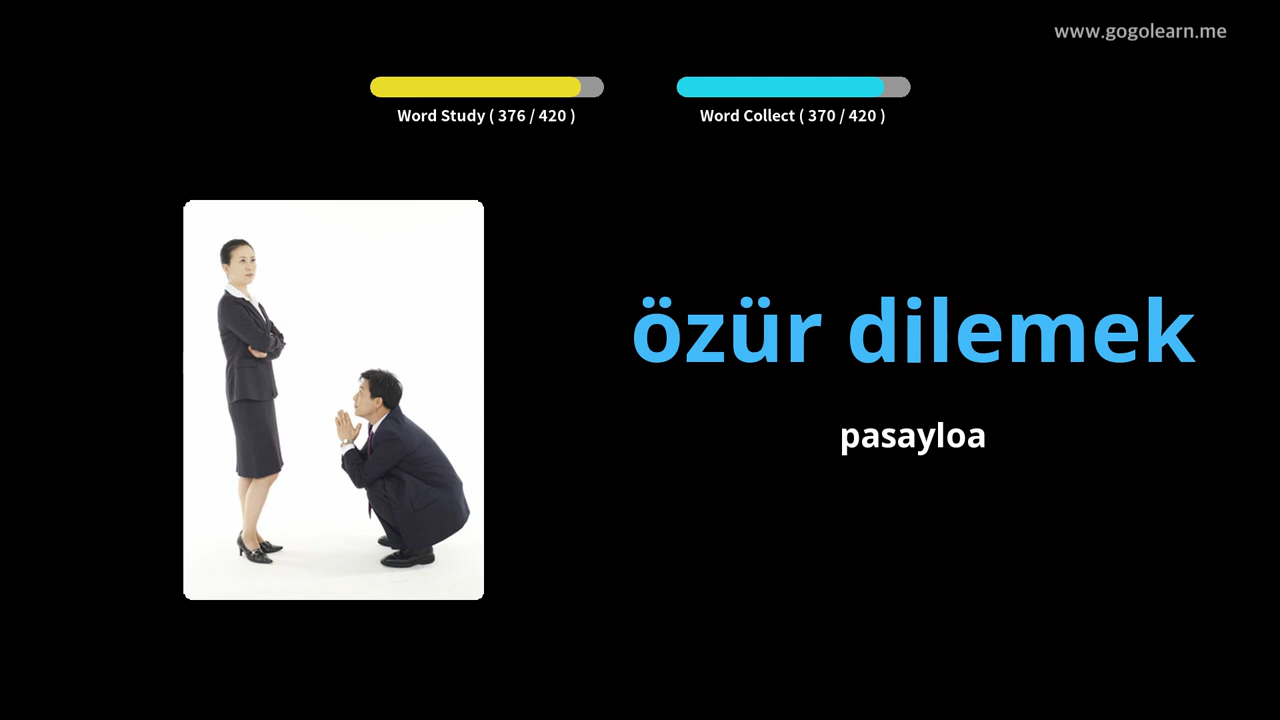 www.gogolearn.me
Word Study ( 376 / 420 )
Word Collect ( 370 / 420 )
özür dilemek
pasayloa